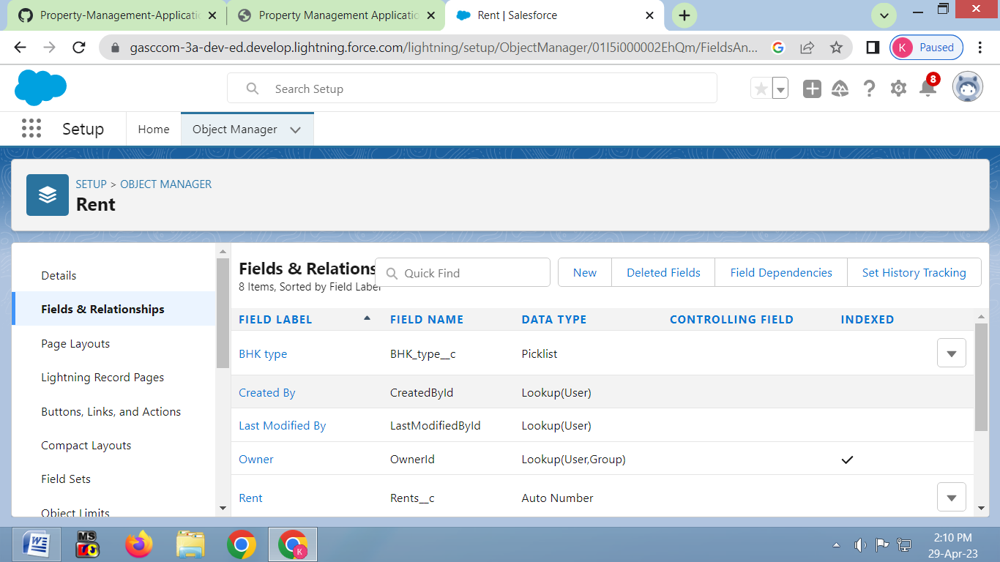 Property-Management-Applicatio
Property Management Applicatio
Rent | Salesforce
gasccom-3a-dev-ed.develop.lightning.force.com/lightning/setup/ObjectManager/01I5i000002EhQm/FieldsAn...
K Paused
Search Setup
8
Setup Home Object Manager
SETUP > OBJECT MANAGER
Rent
Details
Fields & Relationships
Page Layouts
Lightning Record Pages
Buttons, Links, and Actions
Compact Layouts
Field Sets
Object Limits
Fields & Relations
8 Items, Sorted by Field Label
Quick Find
New Deleted Fields Field Dependencies Set History Tracking
FIELD LABEL FIELD NAME DATA TYPE CONTROLLING FIELD INDEXED
BHK type BHK_type__c Picklist
Created By CreatedById Lookup(User)
Last Modified By LastModifiedById Lookup(User)
Owner OwnerId Lookup(User,Group)
Rent Rents__c Auto Number
W MS K
2:10 PM
29-Apr-23